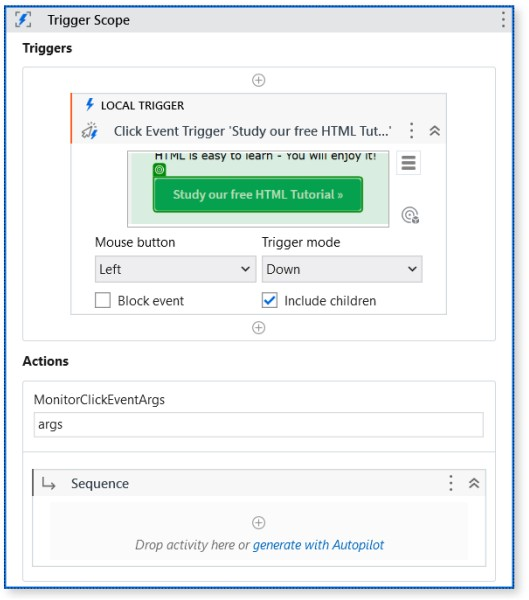 Trigger Scope
Triggers
LOCAL TRIGGER
Click Event Trigger 'Study our free HTML Tut...'
HTML is easy to learn - You will enjoy it!
Study our free HTML Tutorial »
Mouse button Trigger mode
Left Down
Block event Include children
Actions
MonitorClickEventArgs
args
Sequence
Drop activity here or generate with Autopilot